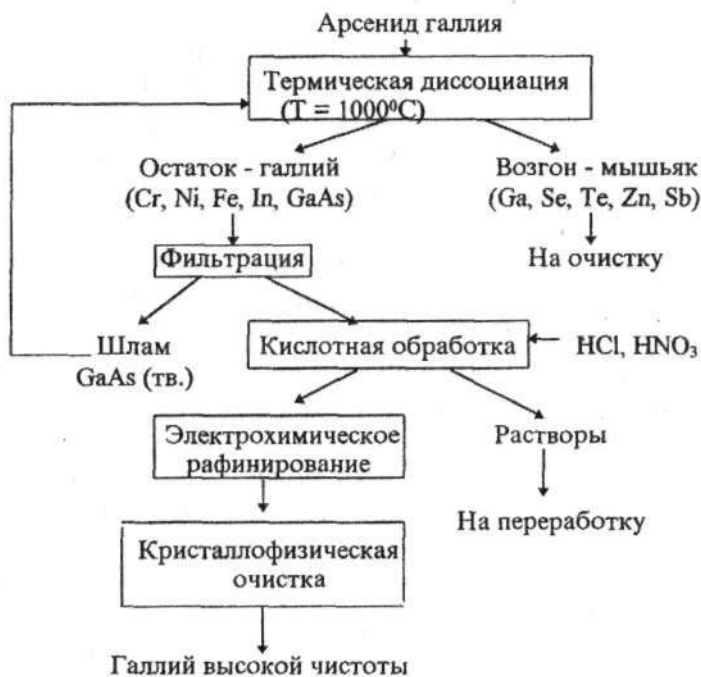 Арсенид галлия
Термическая диссоциация
(Т = 1000⁰С)
Остаток - галлий
(Cr, Ni, Fe, In, GaAs)
Возгон - мышьяк
(Ga, Se, Te, Zn, Sb)
Фильтрация
На очистку
Шлам
GaAs (тв.)
Кислотная обработка
HCl, HNO₃
Электрохимическое
рафинирование
Растворы
На переработку
Кристаллофизическая
очистка
Галлий высокой чистоты